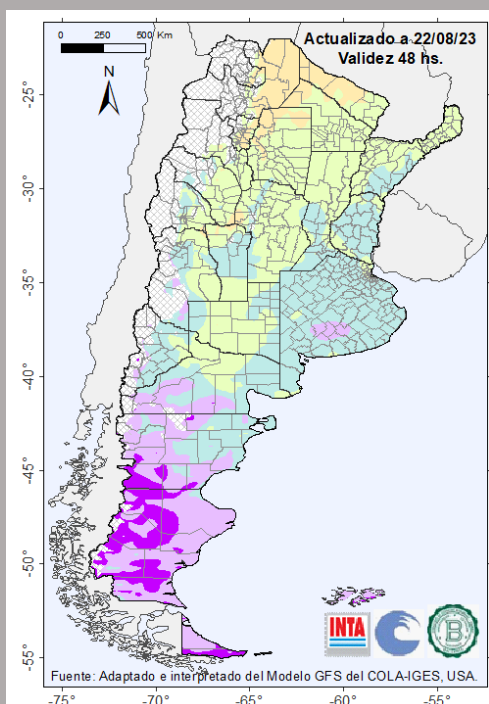 0 250 500 Km
Actualizado a 22/08/23
Validez 48 hs.
N
-25°
-30°
-35°
-40°
-45°
-50°
-55°
INTA
B
Fuente: Adaptado e interpretado del Modelo GFS del COLA-IGES, USA.
-75° -70° -65° -60° -55°